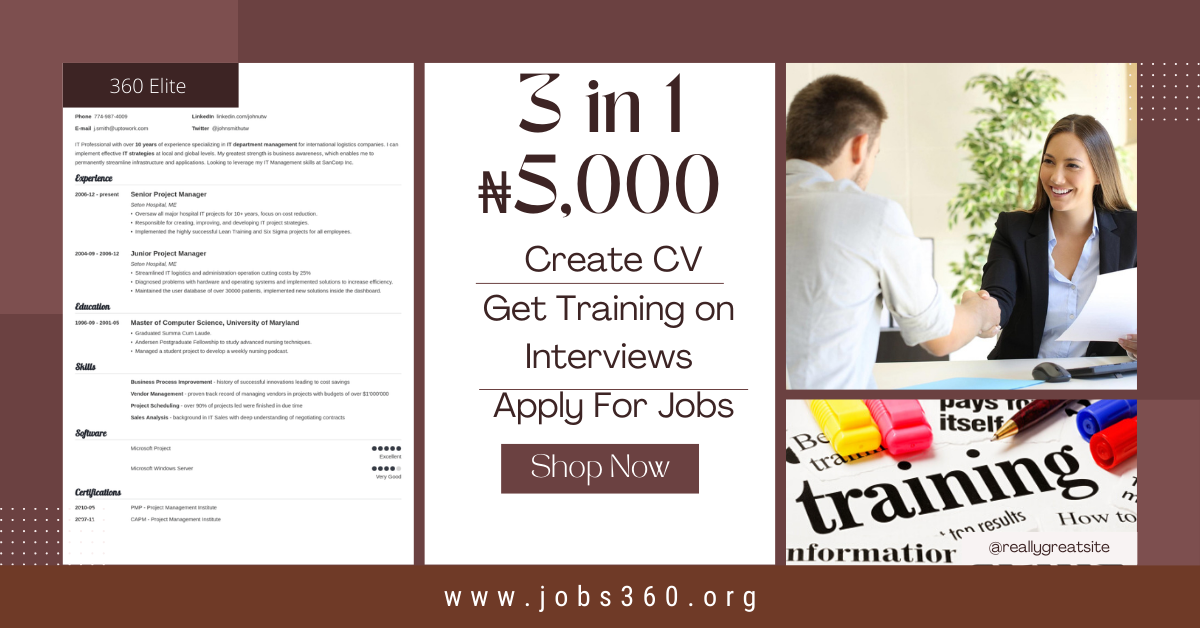 360 Elite
Phone 774-987-4009
LinkedIn linkedin.com/johnutw
E-mail j.smith@uptowork.com
Twitter @johnsmithutw
IT Professional with over 10 years of experience specializing in IT department management for international logistics companies. I can
implement effective IT strategies at local and global levels. My greatest strength is business awareness, which enables me to
permanently streamline infrastructure and applications. Looking to leverage my IT Management skills at SanCorp Inc.
Experience
2006-12 - present
Senior Project Manager
Seton Hospital, ME
• Oversaw all major hospital IT projects for 10+ years, focus on cost reduction.
• Responsible for creating, improving, and developing IT project strategies.
• Implemented the highly successful Lean Training and Six Sigma projects for all employees.
2004-09 - 2006-12
Junior Project Manager
Seton Hospital, ME
• Streamlined IT logistics and administration operation cutting costs by 25%
• Diagnosed problems with hardware and operating systems and implemented solutions to increase efficiency.
• Maintained the user database of over 30000 patients, implemented new solutions inside the dashboard.
Education
1996-09 - 2001-05
Master of Computer Science, University of Maryland
• Graduated Summa Cum Laude.
• Andersen Postgraduate Fellowship to study advanced nursing techniques.
• Managed a student project to develop a weekly nursing podcast.
Skills
Business Process Improvement - history of successful innovations leading to cost savings
Vendor Management - proven track record of managing vendors in projects with budgets of over $1'000'000
Project Scheduling - over 90% of projects led were finished in due time
Sales Analysis - background in IT Sales with deep understanding of negotiating contracts
Software
Microsoft Project
Excellent
Microsoft Windows Server
Very Good
Certifications
2010-05
PMP - Project Management Institute
2007-11
CAPM - Project Management Institute
3 in 1
₦5,000
Create CV
Get Training on
Interviews
Apply For Jobs
Shop Now
pays for
itself
training
results
How to
information
@reallygreatsite
www.jobs360.org